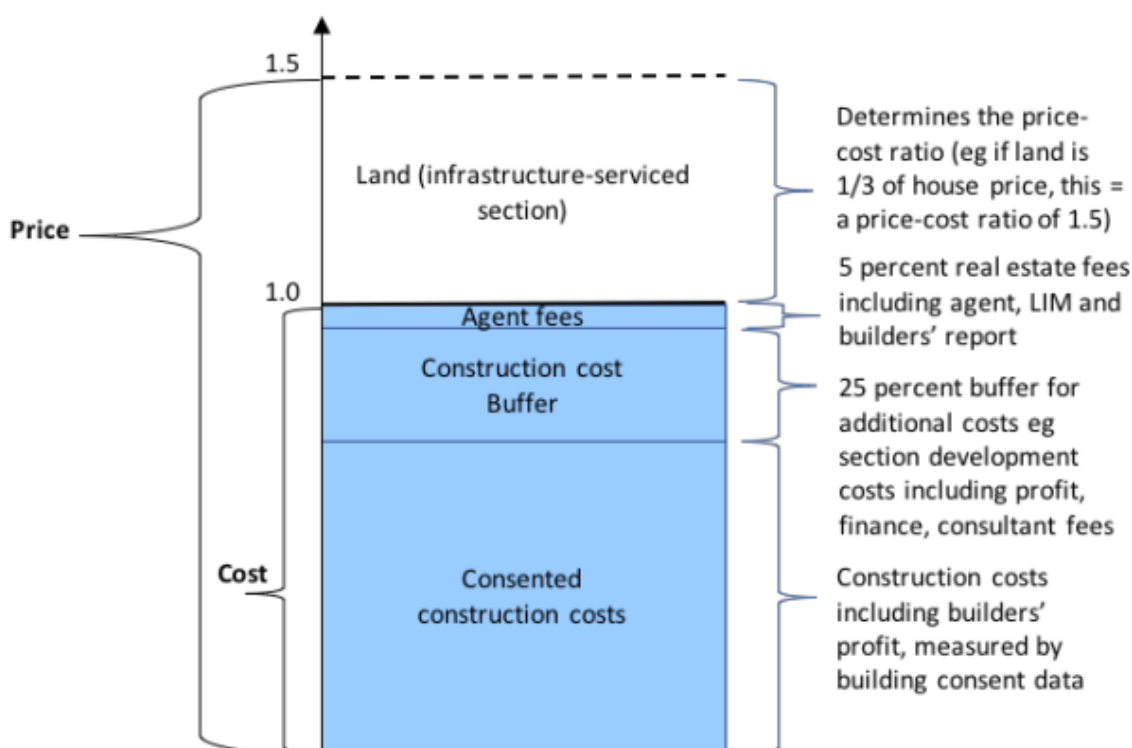 1.5
Land (infrastructure-serviced
section)
Determines the price-
cost ratio (eg if land is
1/3 of house price, this =
a price-cost ratio of 1.5)
Price
1.0
Agent fees
5 percent real estate fees
including agent, LIM and
builders’ report
Construction cost
Buffer
25 percent buffer for
additional costs eg
section development
costs including profit,
finance, consultant fees
Cost
Consented
construction costs
Construction costs
including builders’
profit, measured by
building consent data